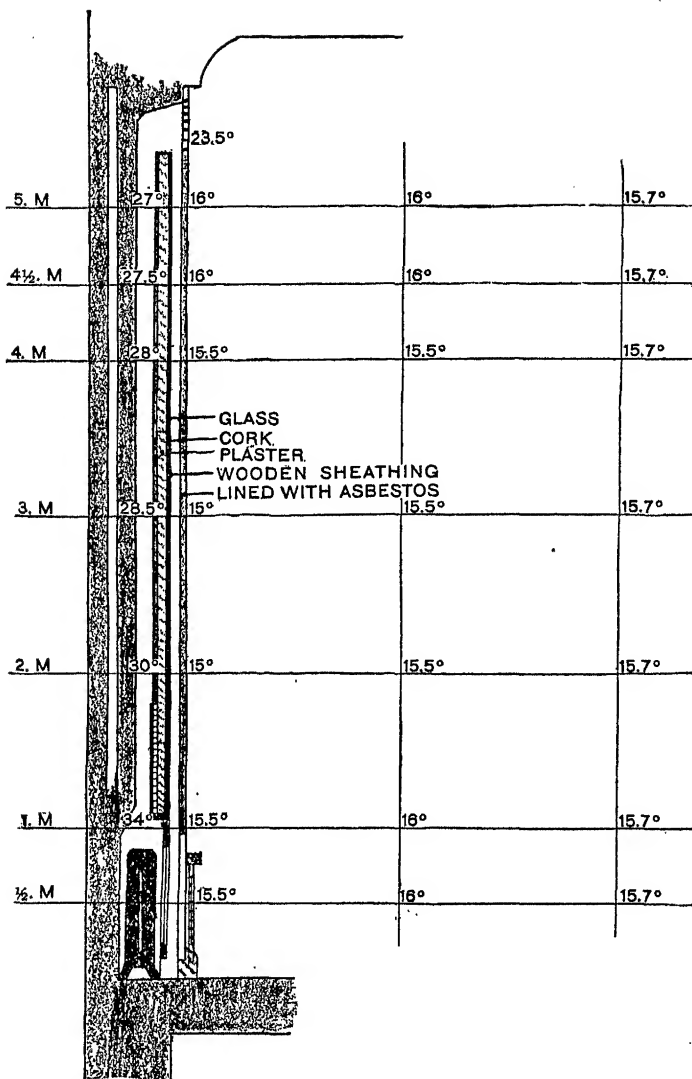 23.5°
5. M 27° 16° 16° 15.7°
4½. M 27.5° 16° 16° 15.7°
4. M 28° 15.5° 15.5° 15.7°
GLASS
CORK.
PLASTER.
WOODEN SHEATHING
LINED WITH ASBESTOS
3. M 28.5° 15° 15.5° 15.7°
2. M 30° 15° 15.5° 15.7°
1. M 34° 15.5° 16° 15.7°
½. M 15.5° 16° 15.7°